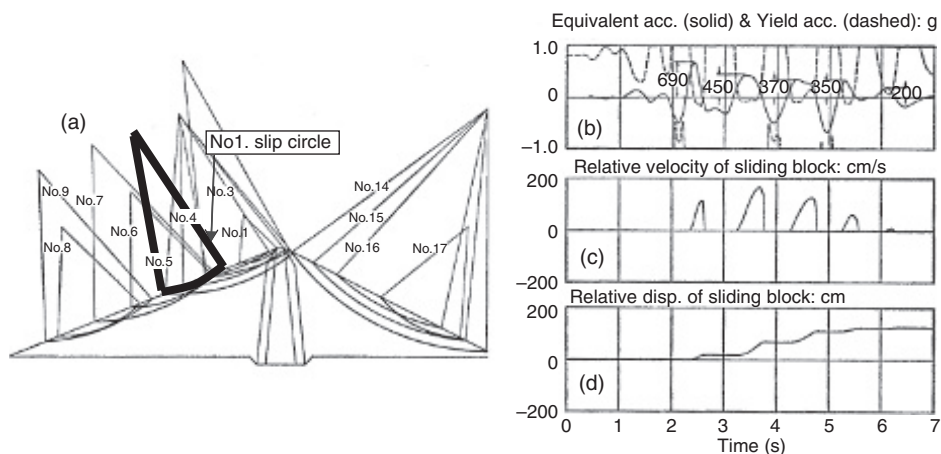 (a)
No1. slip circle
No.9
No.7
No.8
No.6
No.4
No.5
No.3
No.1
No.14
No.15
No.16
No.17
Equivalent acc. (solid) & Yield acc. (dashed): g
1.0
0
−1.0
690
450
370
350
200
(b)
Relative velocity of sliding block: cm/s
200
0
−200
(c)
Relative disp. of sliding block: cm
200
0
−200
(d)
0 1 2 3 4 5 6 7
Time (s)